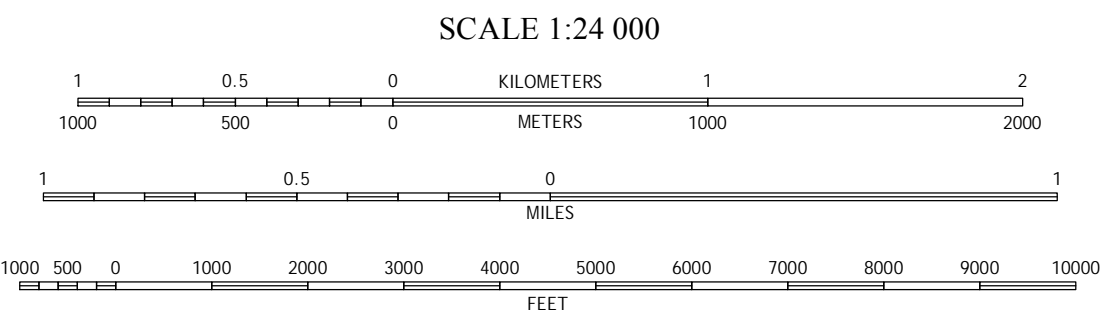 SCALE 1:24 000
1 0.5 0 KILOMETERS 1 2
1000 500 0 METERS 1000 2000
1 0.5 0 1
MILES
1000 500 0 1000 2000 3000 4000 5000 6000 7000 8000 9000 10000
FEET